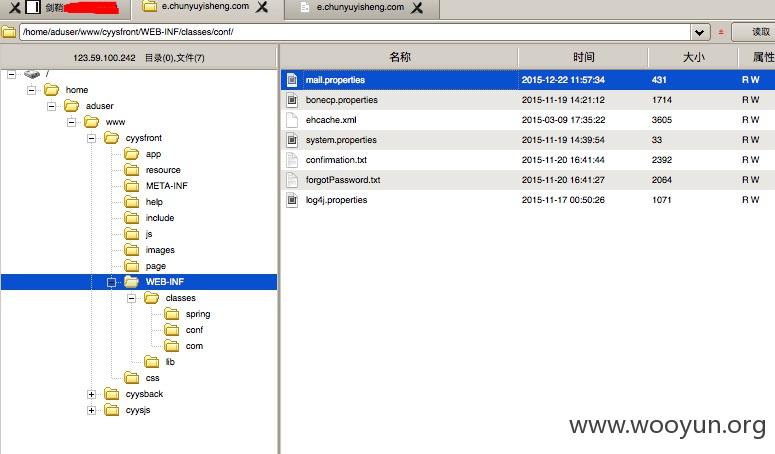 剑鞘
e.chunyuyisheng.com
e.chunyuyisheng.com
/home/aduser/www/cyysfront/WEB-INF/classes/conf/
读取
123.59.100.242 目录(0),文件(7)
名称 时间 大小 属性
/
home
aduser
www
cyysfront
app
resource
META-INF
help
include
js
images
page
WEB-INF
classes
spring
conf
com
lib
css
cyysback
cyysjs
mail.properties 2015-12-22 11:57:34 431 R W
bonecp.properties 2015-11-19 14:21:12 1714 R W
ehcache.xml 2015-03-09 17:35:22 3605 R W
system.properties 2015-11-19 14:39:54 33 R W
confirmation.txt 2015-11-20 16:41:44 2392 R W
forgotPassword.txt 2015-11-20 16:41:27 2064 R W
log4j.properties 2015-11-17 00:50:26 1071 R W
www.wooyun.org